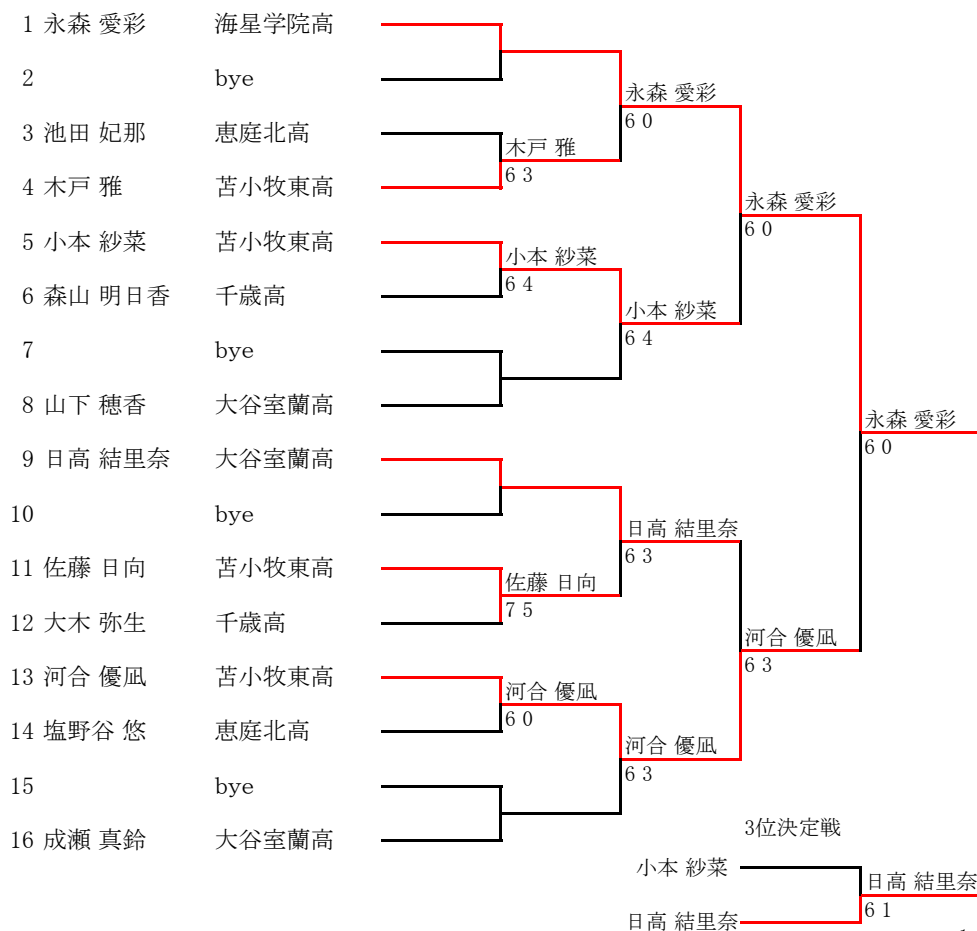 1 永森 愛彩 海星学院高
2 bye
3 池田 妃那 恵庭北高
4 木戸 雅 苫小牧東高
5 小本 紗菜 苫小牧東高
6 森山 明日香 千歳高
7 bye
8 山下 穂香 大谷室蘭高
9 日高 結里奈 大谷室蘭高
10 bye
11 佐藤 日向 苫小牧東高
12 大木 弥生 千歳高
13 河合 優凪 苫小牧東高
14 塩野谷 悠 恵庭北高
15 bye
16 成瀬 真鈴 大谷室蘭高
木戸 雅
6 3
小本 紗菜
6 4
佐藤 日向
7 5
河合 優凪
6 0
永森 愛彩
6 0
小本 紗菜
6 4
日高 結里奈
6 3
河合 優凪
6 3
永森 愛彩
6 0
河合 優凪
6 3
永森 愛彩
6 0
3位決定戦
小本 紗菜
日高 結里奈
日高 結里奈
6 1